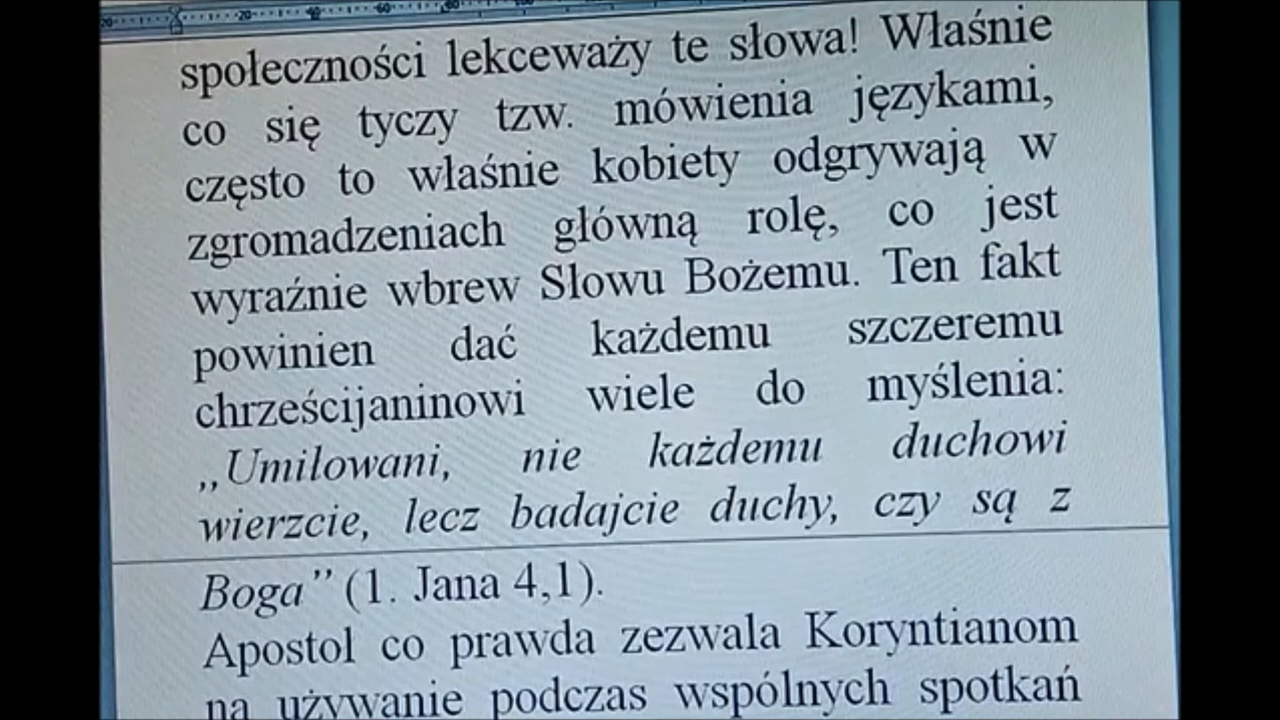 społeczności lekceważy te słowa! Właśnie
co się tyczy tzw. mówienia językami,
często to właśnie kobiety odgrywają w
zgromadzeniach główną rolę, co jest
wyraźnie wbrew Słowu Bożemu. Ten fakt
powinien dać każdemu szczeremu
chrześcijaninowi wiele do myślenia:
„Umiłowani, nie każdemu duchowi
wierzcie, lecz badajcie duchy, czy są z
Boga” (1. Jana 4,1).
Apostoł co prawda zezwala Koryntianom
na używanie podczas wspólnych spotkań